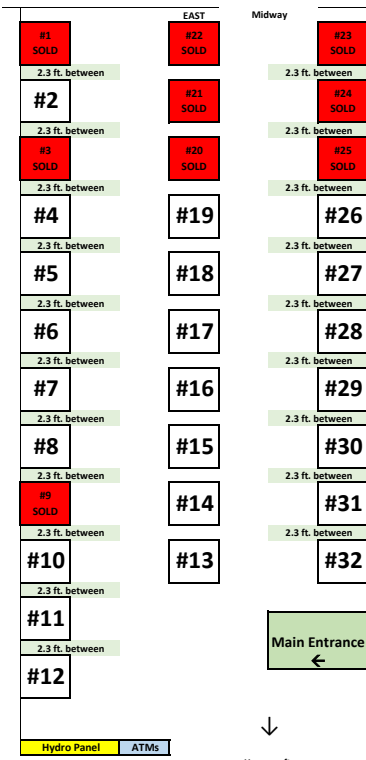 EAST Midway
#1 #22 #23
SOLD SOLD SOLD
2.3 ft. between 2.3 ft. between
#2 #21 #24
SOLD SOLD
2.3 ft. between 2.3 ft. between
#3 #20 #25
SOLD SOLD SOLD
2.3 ft. between 2.3 ft. between
#4 #19 #26
2.3 ft. between 2.3 ft. between
#5 #18 #27
2.3 ft. between 2.3 ft. between
#6 #17 #28
2.3 ft. between 2.3 ft. between
#7 #16 #29
2.3 ft. between 2.3 ft. between
#8 #15 #30
2.3 ft. between 2.3 ft. between
#9 #14 #31
SOLD
2.3 ft. between 2.3 ft. between
#10 #13 #32
2.3 ft. between
#11
2.3 ft. between
Main Entrance
←
#12
↓
Hydro Panel ATMs